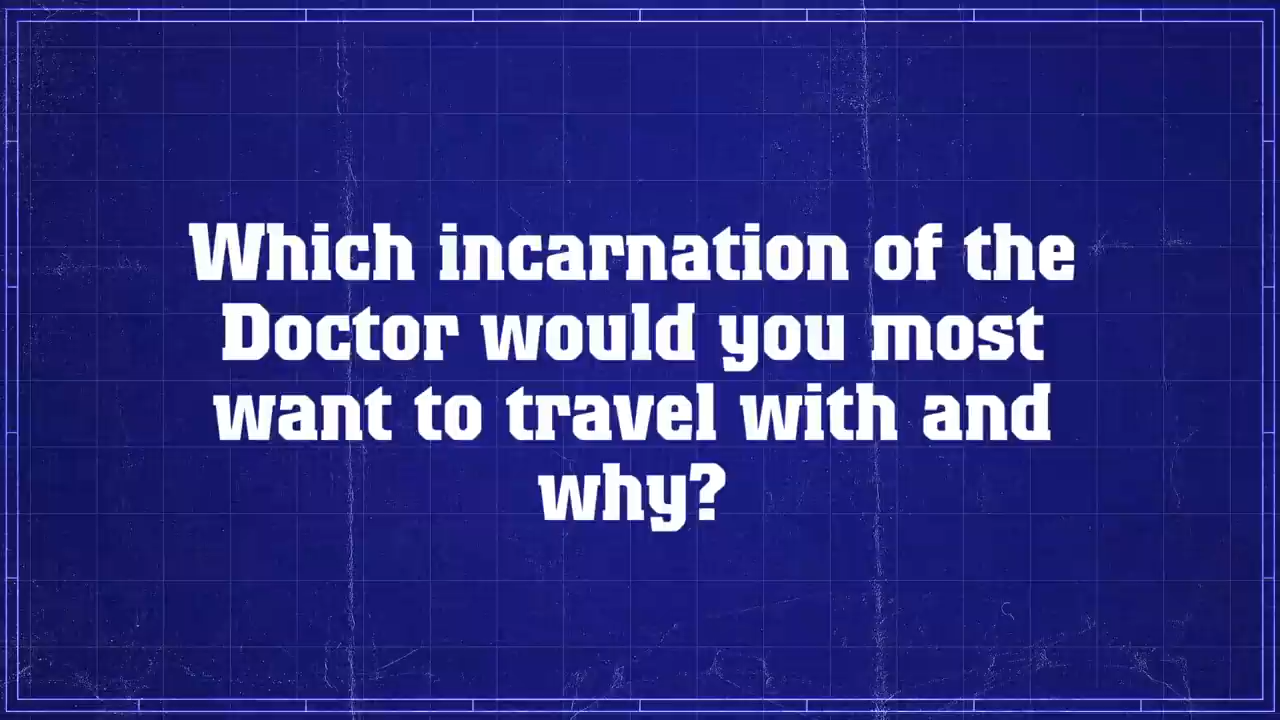 Which incarnation of the
Doctor would you most
want to travel with and
why?